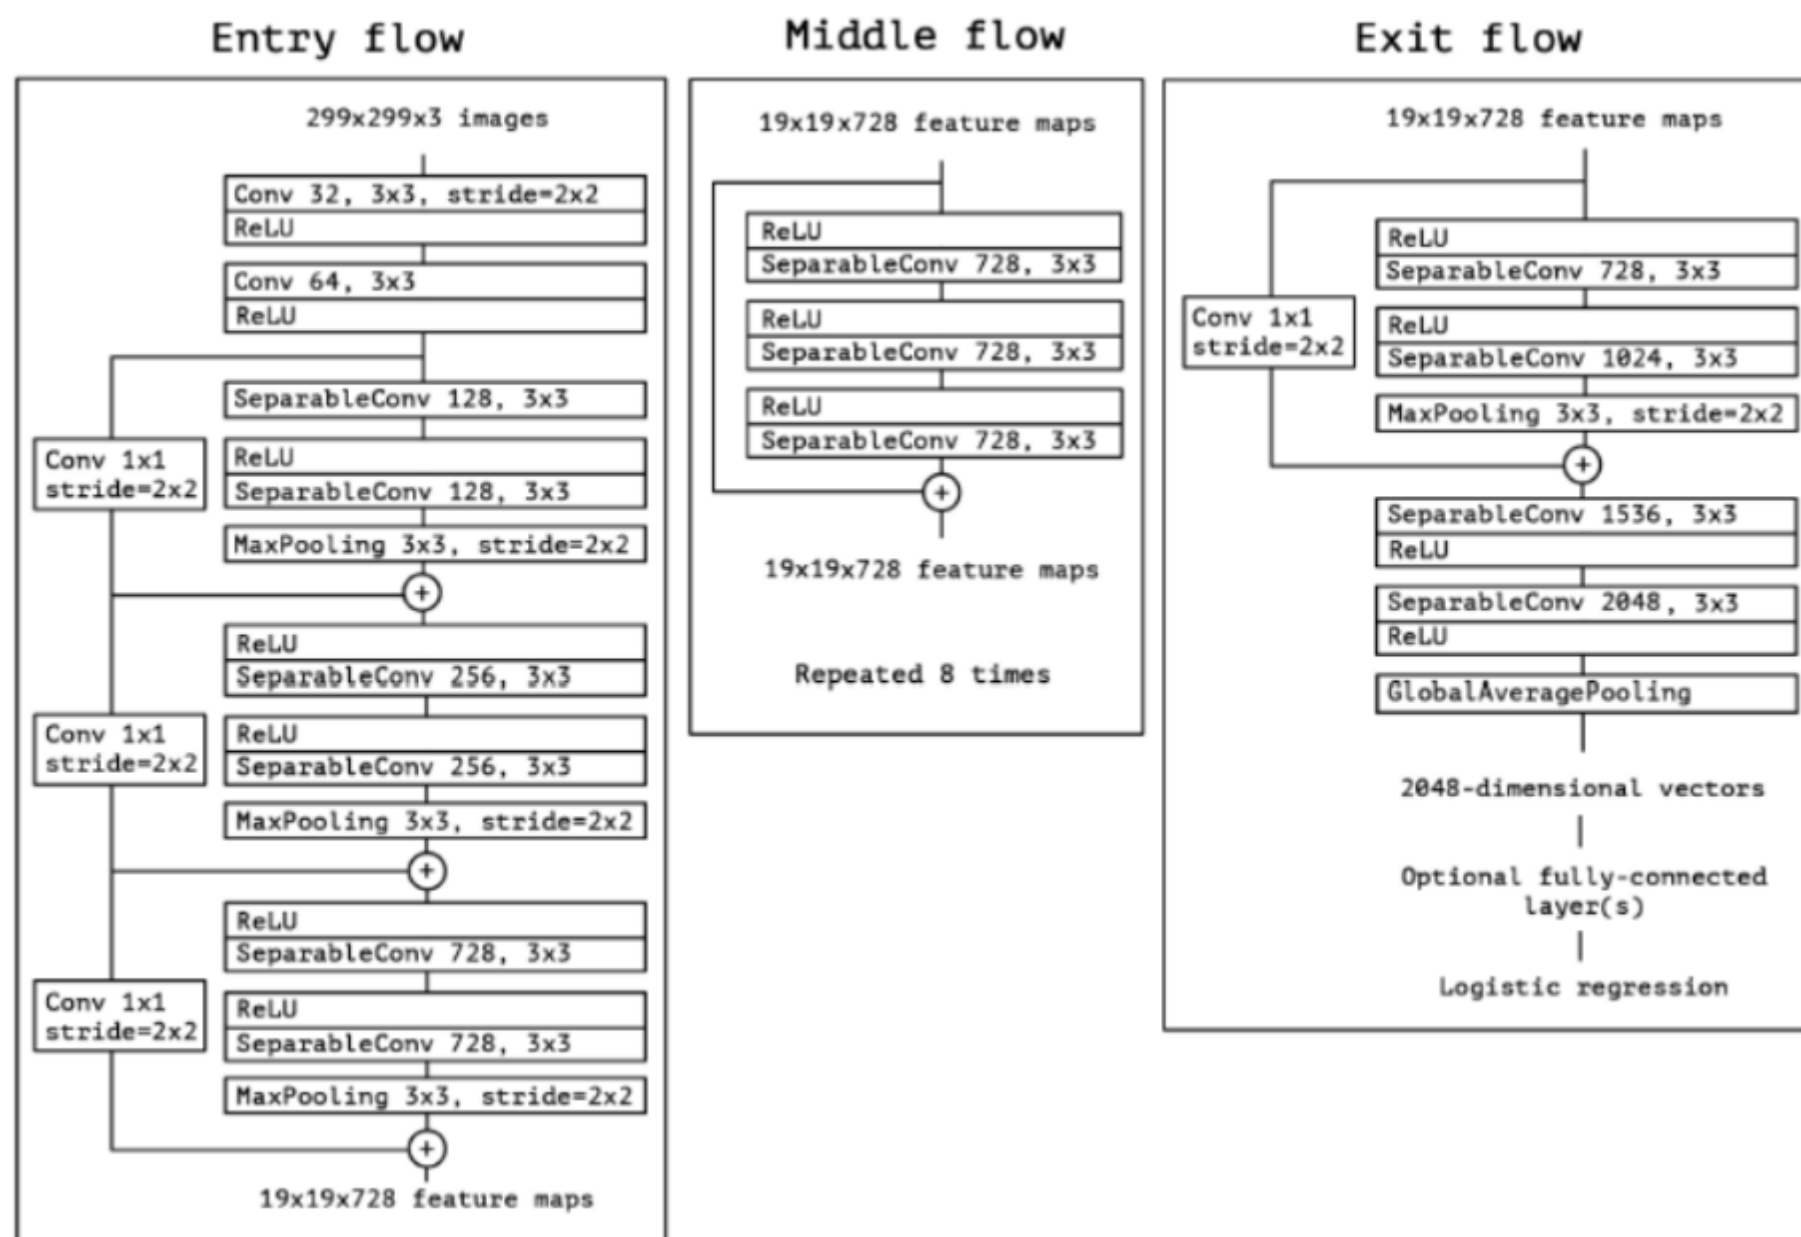 Entry flow
299x299x3 images
Conv 32, 3x3, stride=2x2
ReLU
Conv 64, 3x3
ReLU
SeparableConv 128, 3x3
Conv 1x1
stride=2x2
ReLU
SeparableConv 128, 3x3
MaxPooling 3x3, stride=2x2
+
ReLU
SeparableConv 256, 3x3
Conv 1x1
stride=2x2
ReLU
SeparableConv 256, 3x3
MaxPooling 3x3, stride=2x2
+
ReLU
SeparableConv 728, 3x3
Conv 1x1
stride=2x2
ReLU
SeparableConv 728, 3x3
MaxPooling 3x3, stride=2x2
+
19x19x728 feature maps
Middle flow
19x19x728 feature maps
ReLU
SeparableConv 728, 3x3
ReLU
SeparableConv 728, 3x3
ReLU
SeparableConv 728, 3x3
+
19x19x728 feature maps
Repeated 8 times
Exit flow
19x19x728 feature maps
ReLU
SeparableConv 728, 3x3
Conv 1x1
stride=2x2
ReLU
SeparableConv 1024, 3x3
MaxPooling 3x3, stride=2x2
+
SeparableConv 1536, 3x3
ReLU
SeparableConv 2048, 3x3
ReLU
GlobalAveragePooling
2048-dimensional vectors
Optional fully-connected
layer(s)
Logistic regression